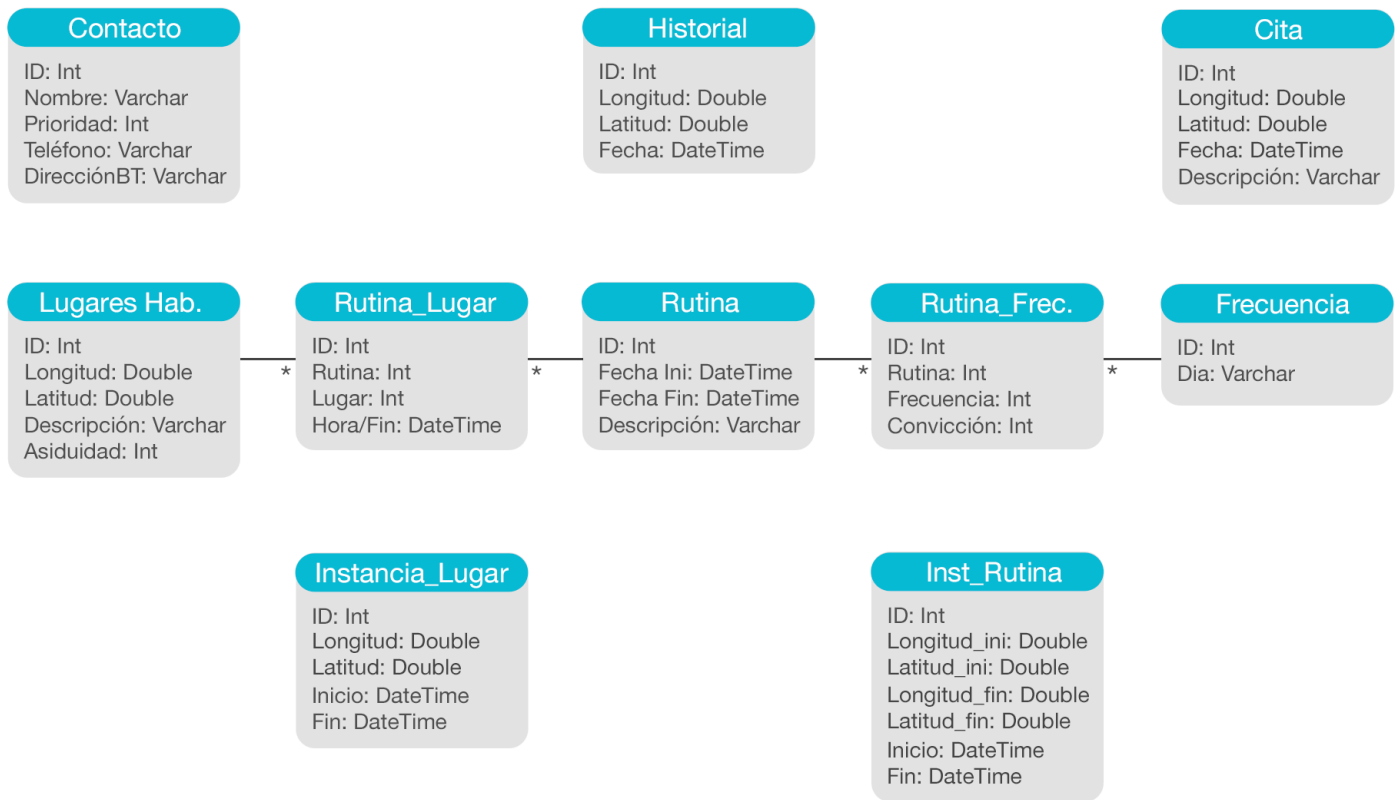 Contacto
ID: Int
Nombre: Varchar
Prioridad: Int
Teléfono: Varchar
DirecciónBT: Varchar
Historial
ID: Int
Longitud: Double
Latitud: Double
Fecha: DateTime
Cita
ID: Int
Longitud: Double
Latitud: Double
Fecha: DateTime
Descripción: Varchar
Lugares Hab.
ID: Int
Longitud: Double
Latitud: Double
Descripción: Varchar
Asiduidad: Int
*
Rutina_Lugar
ID: Int
Rutina: Int
Lugar: Int
Hora/Fin: DateTime
*
Rutina
ID: Int
Fecha Ini: DateTime
Fecha Fin: DateTime
Descripción: Varchar
*
Rutina_Frec.
ID: Int
Rutina: Int
Frecuencia: Int
Convicción: Int
*
Frecuencia
ID: Int
Dia: Varchar
Instancia_Lugar
ID: Int
Longitud: Double
Latitud: Double
Inicio: DateTime
Fin: DateTime
Inst_Rutina
ID: Int
Longitud_ini: Double
Latitud_ini: Double
Longitud_fin: Double
Latitud_fin: Double
Inicio: DateTime
Fin: DateTime